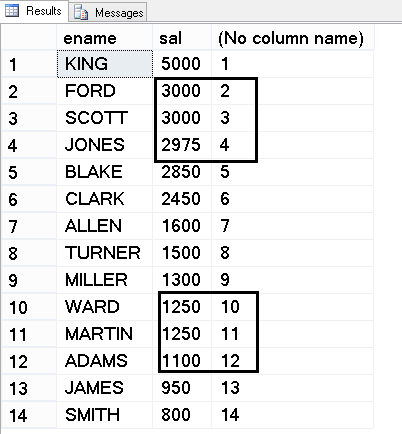 Results Messages
ename sal (No column name)
1 KING 5000 1
2 FORD 3000 2
3 SCOTT 3000 3
4 JONES 2975 4
5 BLAKE 2850 5
6 CLARK 2450 6
7 ALLEN 1600 7
8 TURNER 1500 8
9 MILLER 1300 9
10 WARD 1250 10
11 MARTIN 1250 11
12 ADAMS 1100 12
13 JAMES 950 13
14 SMITH 800 14